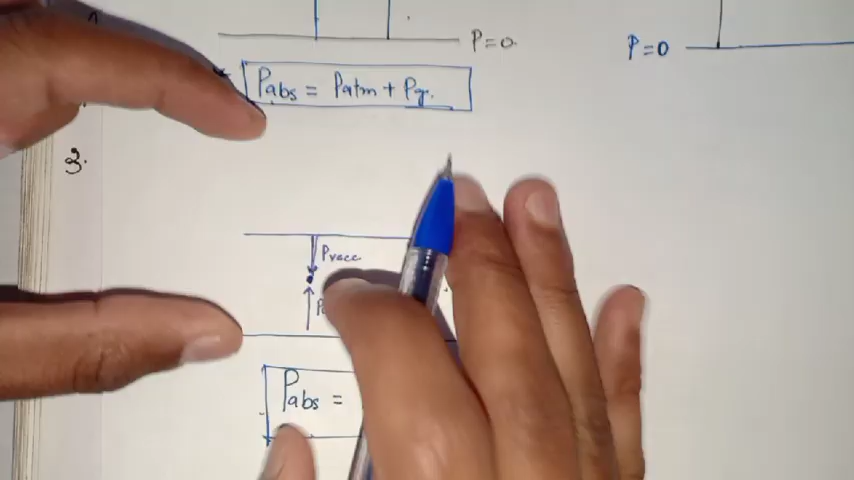 P=0
P=0
Pabs = Patm + Pg.
3.
Pvacc
Pabs =